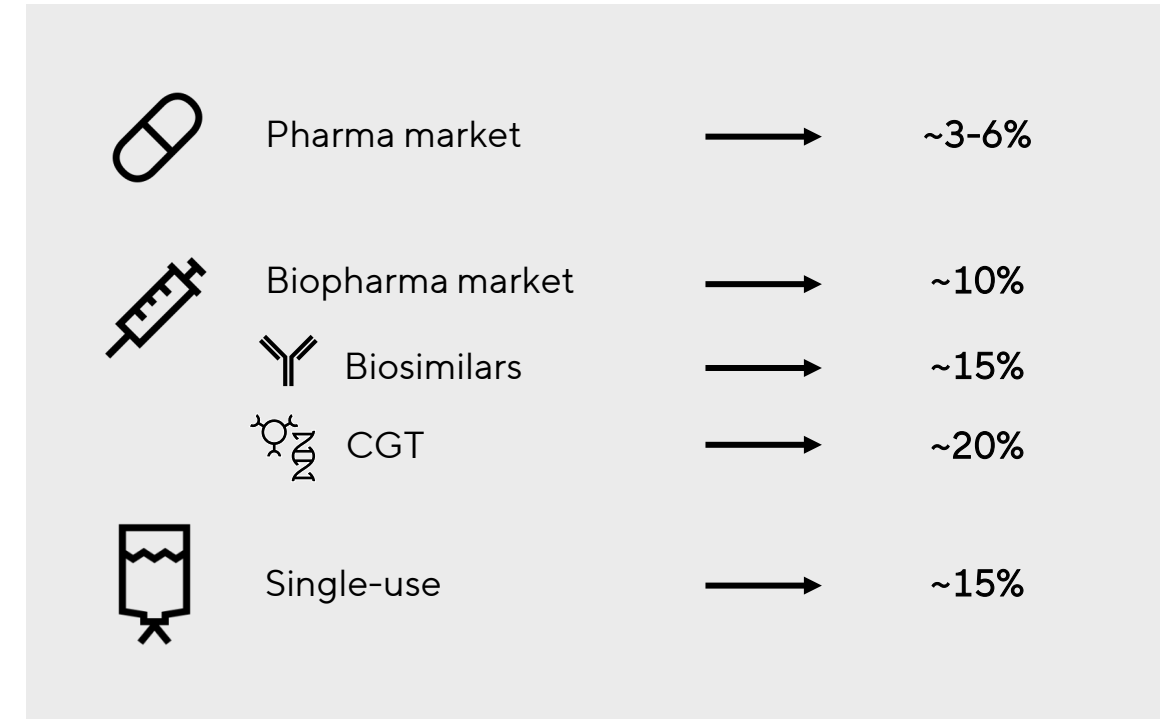 Pharma market ~3-6%
Biopharma market ~10%
Biosimilars ~15%
CGT ~20%
Single-use ~15%